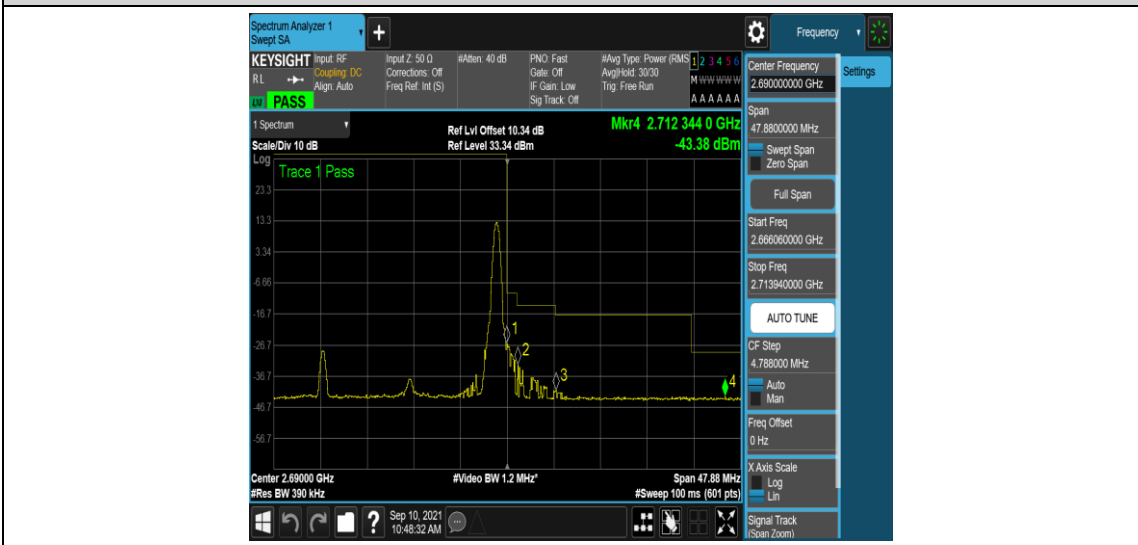 Spectrum Analyzer 1
Swept SA
+
Frequency
KEYSIGHT
RL
Input: RF
Coupling: DC
Align: Auto
Input Z: 50 Ω
Corrections: Off
Freq Ref: Int (S)
#Atten: 40 dB
PNO: Fast
Gate: Off
IF Gain: Low
Sig Track: Off
#Avg Type: Power (RMS
Avg|Hold: 30/30
Trig: Free Run
1 2 3 4 5 6
M W W W W W
A A A A A A
PASS
1 Spectrum
Scale/Div 10 dB
Ref Lvl Offset 10.34 dB
Ref Level 33.34 dBm
Mkr4 2.712 344 0 GHz
-43.38 dBm
Log
Trace 1 Pass
23.3
13.3
3.34
-6.66
-16.7
-26.7
-36.7
-46.7
-56.7
1
2
3
4
Center 2.69000 GHz
#Res BW 390 kHz
#Video BW 1.2 MHz*
Span 47.88 MHz
#Sweep 100 ms (601 pts)
?
Sep 10, 2021
10:48:32 AM
Center Frequency
2.690000000 GHz
Settings
Span
47.8800000 MHz
Swept Span
Zero Span
Full Span
Start Freq
2.666060000 GHz
Stop Freq
2.713940000 GHz
AUTO TUNE
CF Step
4.788000 MHz
Auto
Man
Freq Offset
0 Hz
X Axis Scale
Log
Lin
Signal Track
(Span Zoom)